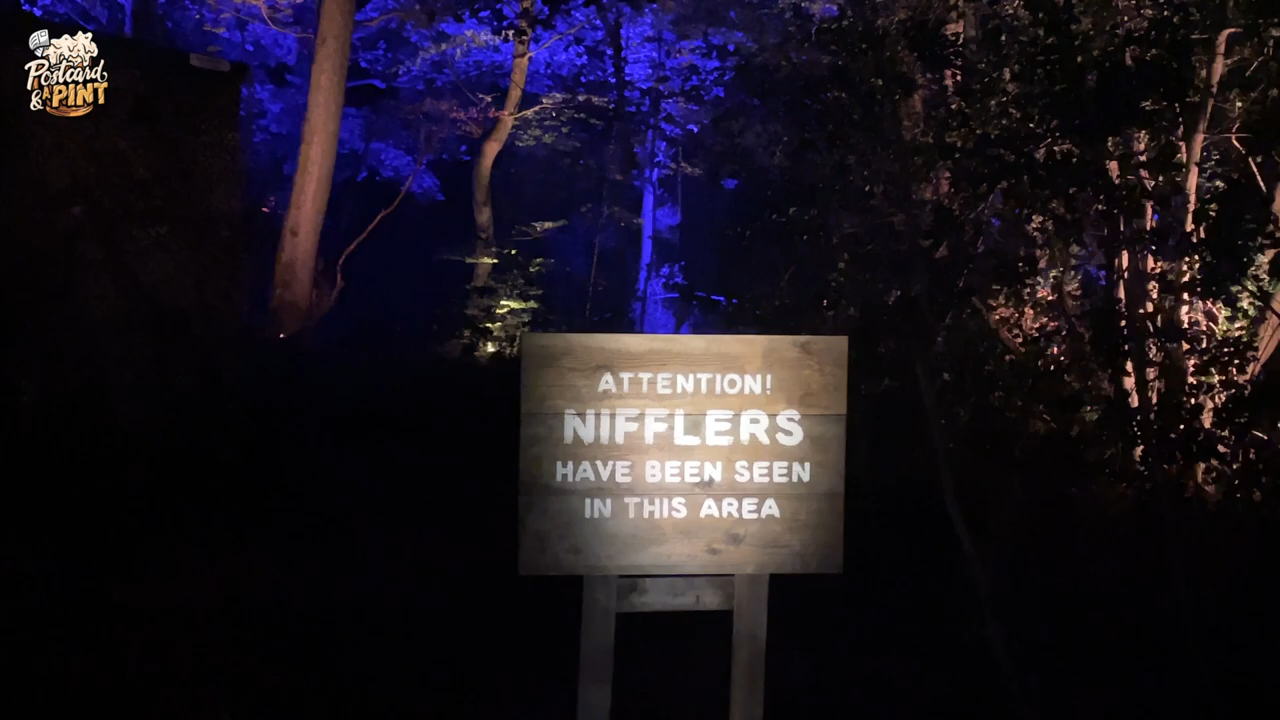 Postcard
& A PINT
ATTENTION!
NIFFLERS
HAVE BEEN SEEN
IN THIS AREA